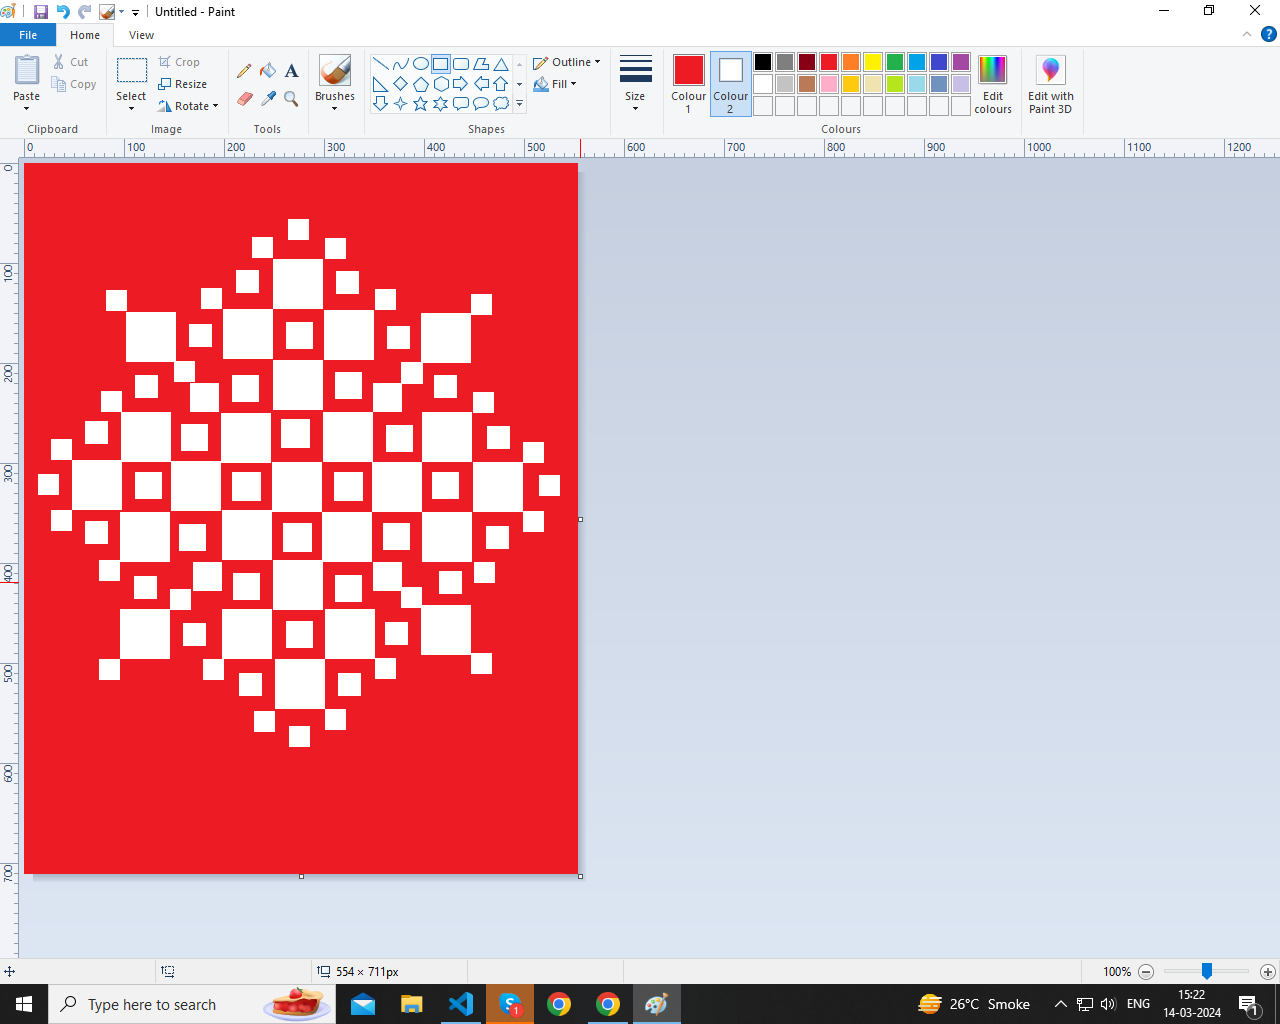 Untitled - Paint
File Home View
Paste Cut Copy
Clipboard
Select Crop Resize Rotate
Image
A
Tools
Brushes
Outline Fill
Shapes
Size
Colour 1
Colour 2
Edit colours
Colours
Edit with Paint 3D
0 100 200 300 400 500 600 700 800 900 1000 1100 1200
0
100
200
300
400
500
600
700
554 × 711px
100%
Type here to search
1
26°C Smoke
ENG
15:22
14-03-2024
1